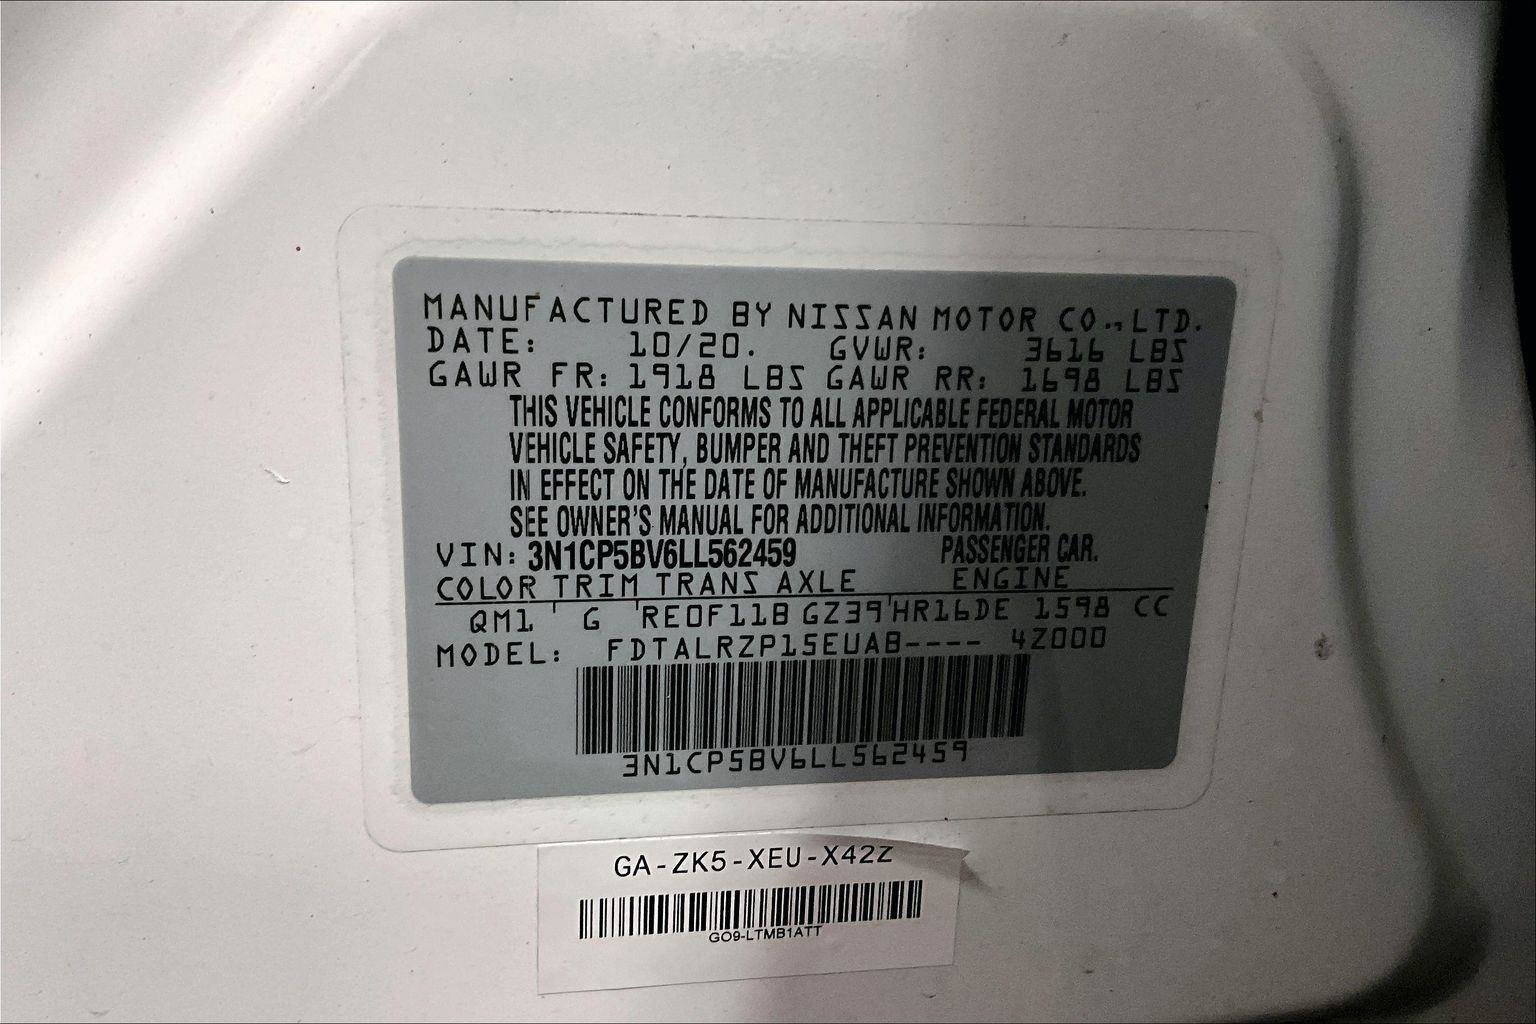 MANUFACTURED BY NISSAN MOTOR CO.,LTD.
DATE: 10/20. GVWR: 3616 LBS
GAWR FR: 1918 LBS GAWR RR: 1698 LBS
THIS VEHICLE CONFORMS TO ALL APPLICABLE FEDERAL MOTOR
VEHICLE SAFETY, BUMPER AND THEFT PREVENTION STANDARDS
IN EFFECT ON THE DATE OF MANUFACTURE SHOWN ABOVE.
SEE OWNER'S MANUAL FOR ADDITIONAL INFORMATION.
VIN: 3N1CP5BV6LL562459 PASSENGER CAR.
COLOR TRIM TRANS AXLE ENGINE
QM1 G RE0F11B GZ39 HR16DE 1598 CC
MODEL: FDTALRZP15EUAB---- 4Z000
3N1CP5BV6LL562459
GA-ZK5-XEU-X42Z
GO9-LTMB1ATT